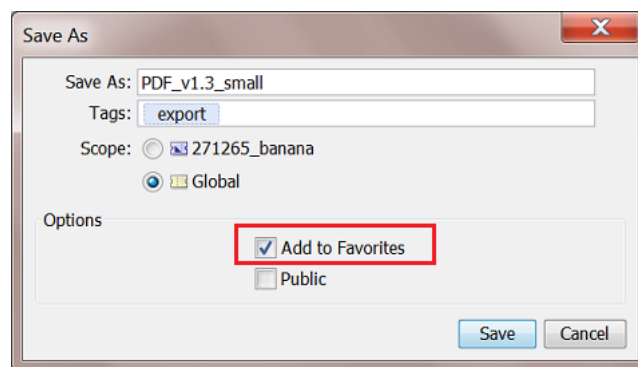 Save As
Save As: PDF_v1.3_small
Tags: export
Scope: 271265_banana
Global
Options
Add to Favorites
Public
Save Cancel